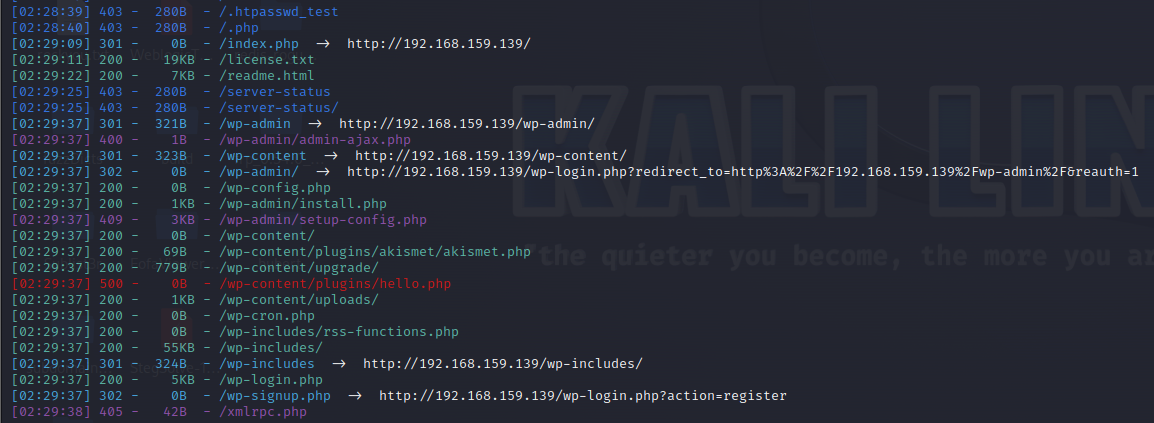 [02:28:39] 403 -  280B - /.htpasswd_test
[02:28:40] 403 -  280B - /.php
[02:29:09] 301 -    0B - /index.php  →  http://192.168.159.139/
[02:29:11] 200 -   19KB - /license.txt
[02:29:22] 200 -    7KB - /readme.html
[02:29:25] 403 -  280B - /server-status
[02:29:25] 403 -  280B - /server-status/
[02:29:37] 301 -  321B - /wp-admin  →  http://192.168.159.139/wp-admin/
[02:29:37] 400 -    1B - /wp-admin/admin-ajax.php
[02:29:37] 301 -  323B - /wp-content  →  http://192.168.159.139/wp-content/
[02:29:37] 302 -    0B - /wp-admin/  →  http://192.168.159.139/wp-login.php?redirect_to=http%3A%2F%2F192.168.159.139%2Fwp-admin%2F&reauth=1
[02:29:37] 200 -    0B - /wp-config.php
[02:29:37] 200 -    1KB - /wp-admin/install.php
[02:29:37] 409 -    3KB - /wp-admin/setup-config.php
[02:29:37] 200 -    0B - /wp-content/
[02:29:37] 200 -   69B - /wp-content/plugins/akismet/akismet.php
[02:29:37] 200 -  779B - /wp-content/upgrade/
[02:29:37] 500 -    0B - /wp-content/plugins/hello.php
[02:29:37] 200 -    1KB - /wp-content/uploads/
[02:29:37] 200 -    0B - /wp-cron.php
[02:29:37] 200 -    0B - /wp-includes/rss-functions.php
[02:29:37] 200 -   55KB - /wp-includes/
[02:29:37] 301 -  324B - /wp-includes  →  http://192.168.159.139/wp-includes/
[02:29:37] 200 -    5KB - /wp-login.php
[02:29:37] 302 -    0B - /wp-signup.php  →  http://192.168.159.139/wp-login.php?action=register
[02:29:38] 405 -   42B - /xmlrpc.php
KALI LIN
"the quieter you become, the more you a